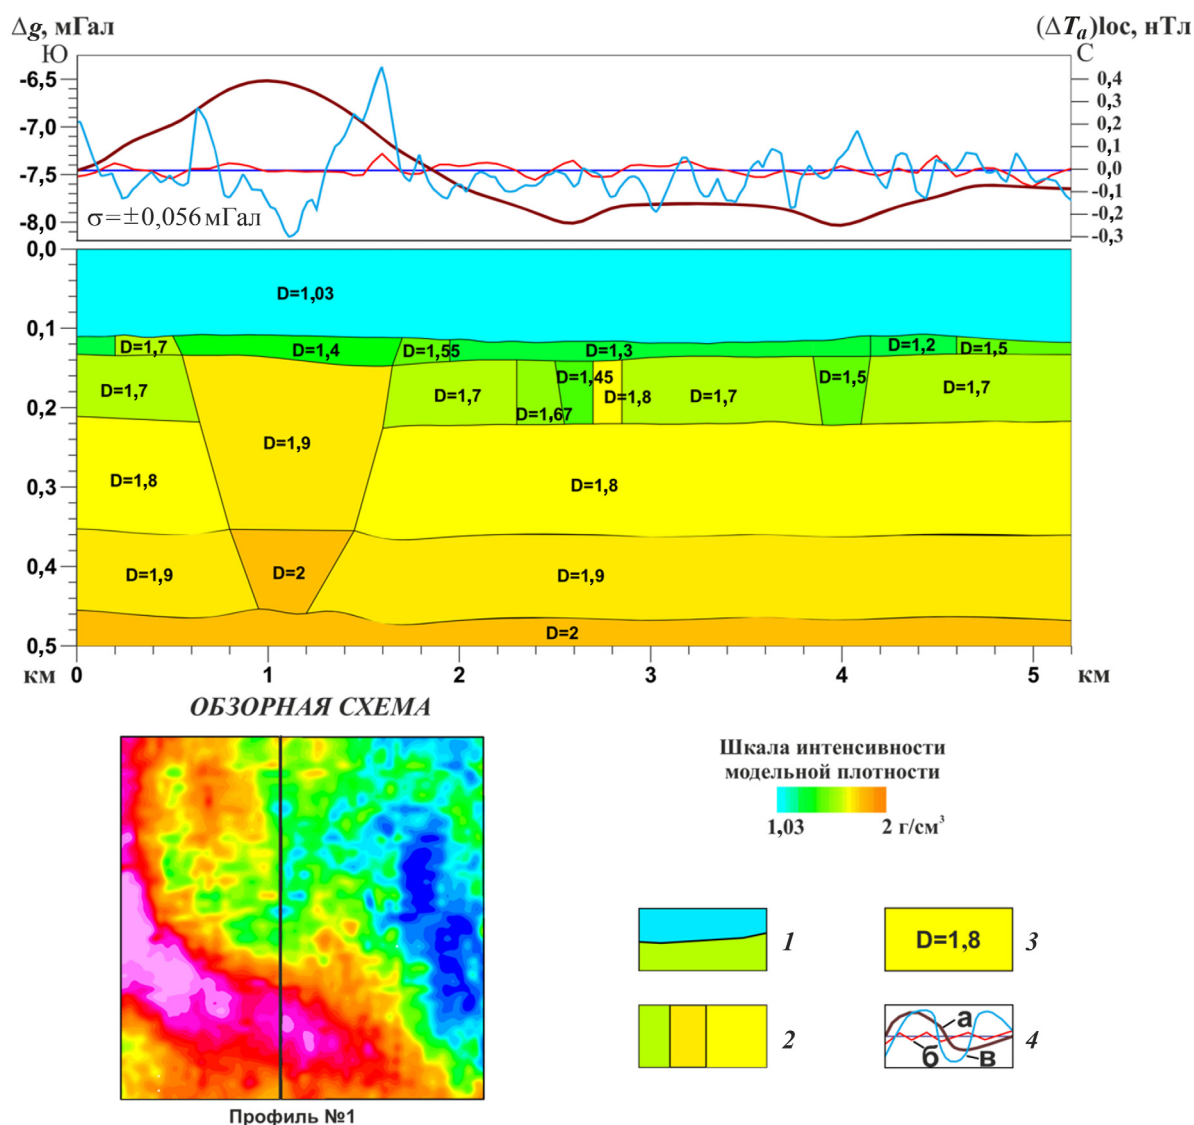 Δg, мГал (ΔTа)loc, нТл
Ю С
-6,5
-7,0
-7,5
-8,0
0,4
0,3
0,2
0,1
0,0
-0,1
-0,2
-0,3
σ=±0,056 мГал
0,0
0,1
0,2
0,3
0,4
0,5
D=1,03
D=1,7 D=1,4 D=1,55 D=1,3 D=1,2 D=1,5
D=1,7 D=1,7 D=1,67 D=1,45 D=1,8 D=1,7 D=1,5 D=1,7
D=1,9
D=1,8 D=1,8
D=1,9 D=2 D=1,9
D=2
км 0 1 2 3 4 5 км
ОБЗОРНАЯ СХЕМА
Профиль №1
Шкала интенсивности
модельной плотности
1,03 2 г/см³
1
D=1,8 3
2
а б в 4